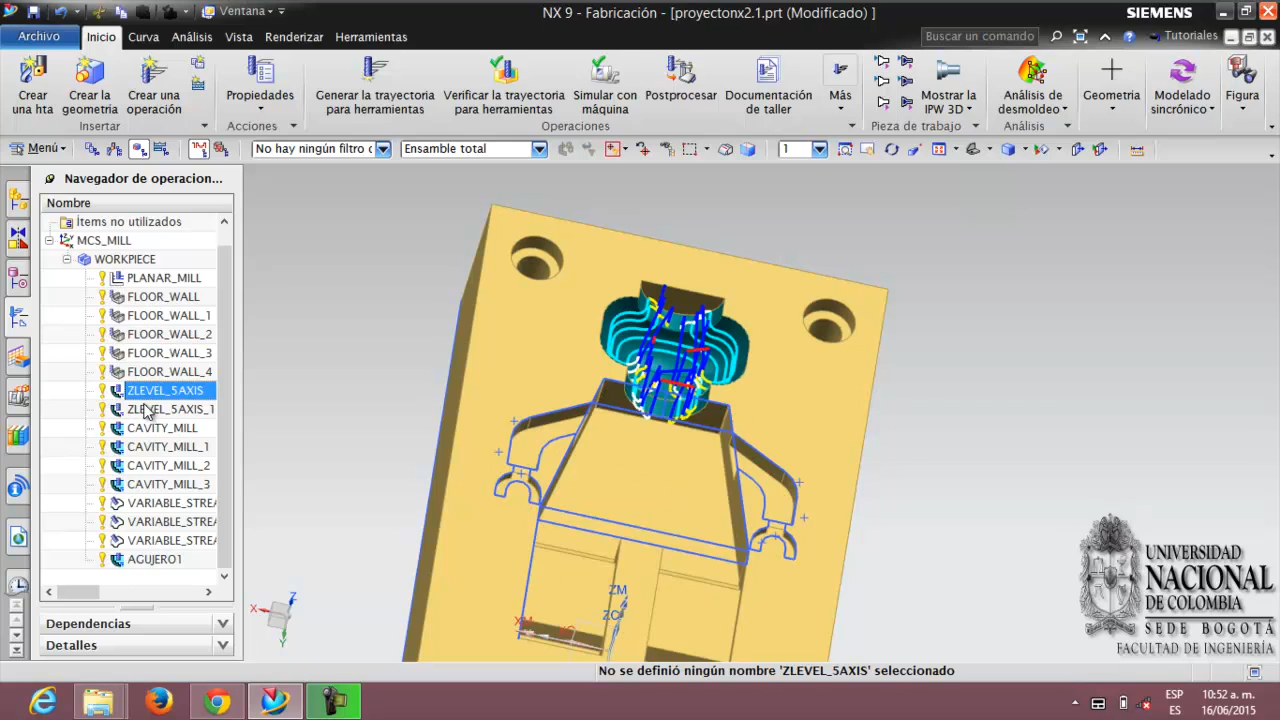 Ventana
NX 9 - Fabricación - [proyectonx2.1.prt (Modificado) ]
SIEMENS
Archivo
Inicio
Curva
Análisis
Vista
Renderizar
Herramientas
Buscar un comando
Tutoriales
Crear una hta
Crear la geometría
Crear una operación
Propiedades
Generar la trayectoria para herramientas
Verificar la trayectoria para herramientas
Simular con máquina
Postprocesar
Documentación de taller
Más
Mostrar la IPW 3D
Análisis de desmoldeo
Geometría
Modelado sincrónico
Figura
Insertar
Acciones
Operaciones
Pieza de trabajo
Análisis
Menú
No hay ningún filtro
Ensamble total
1
Navegador de operacion...
Nombre
Ítems no utilizados
MCS_MILL
WORKPIECE
PLANAR_MILL
FLOOR_WALL
FLOOR_WALL_1
FLOOR_WALL_2
FLOOR_WALL_3
FLOOR_WALL_4
ZLEVEL_5AXIS
ZLEVEL_5AXIS_1
CAVITY_MILL
CAVITY_MILL_1
CAVITY_MILL_2
CAVITY_MILL_3
VARIABLE_STREA
VARIABLE_STREA
VARIABLE_STREA
AGUJERO1
Dependencias
Detalles
ZM
ZC
XM
X
Z
Y
UNIVERSIDAD
NACIONAL
DE COLOMBIA
SEDE BOGOTÁ
FACULTAD DE INGENIERÍA
No se definió ningún nombre 'ZLEVEL_5AXIS' seleccionado
ESP
ES
10:52 a. m.
16/06/2015